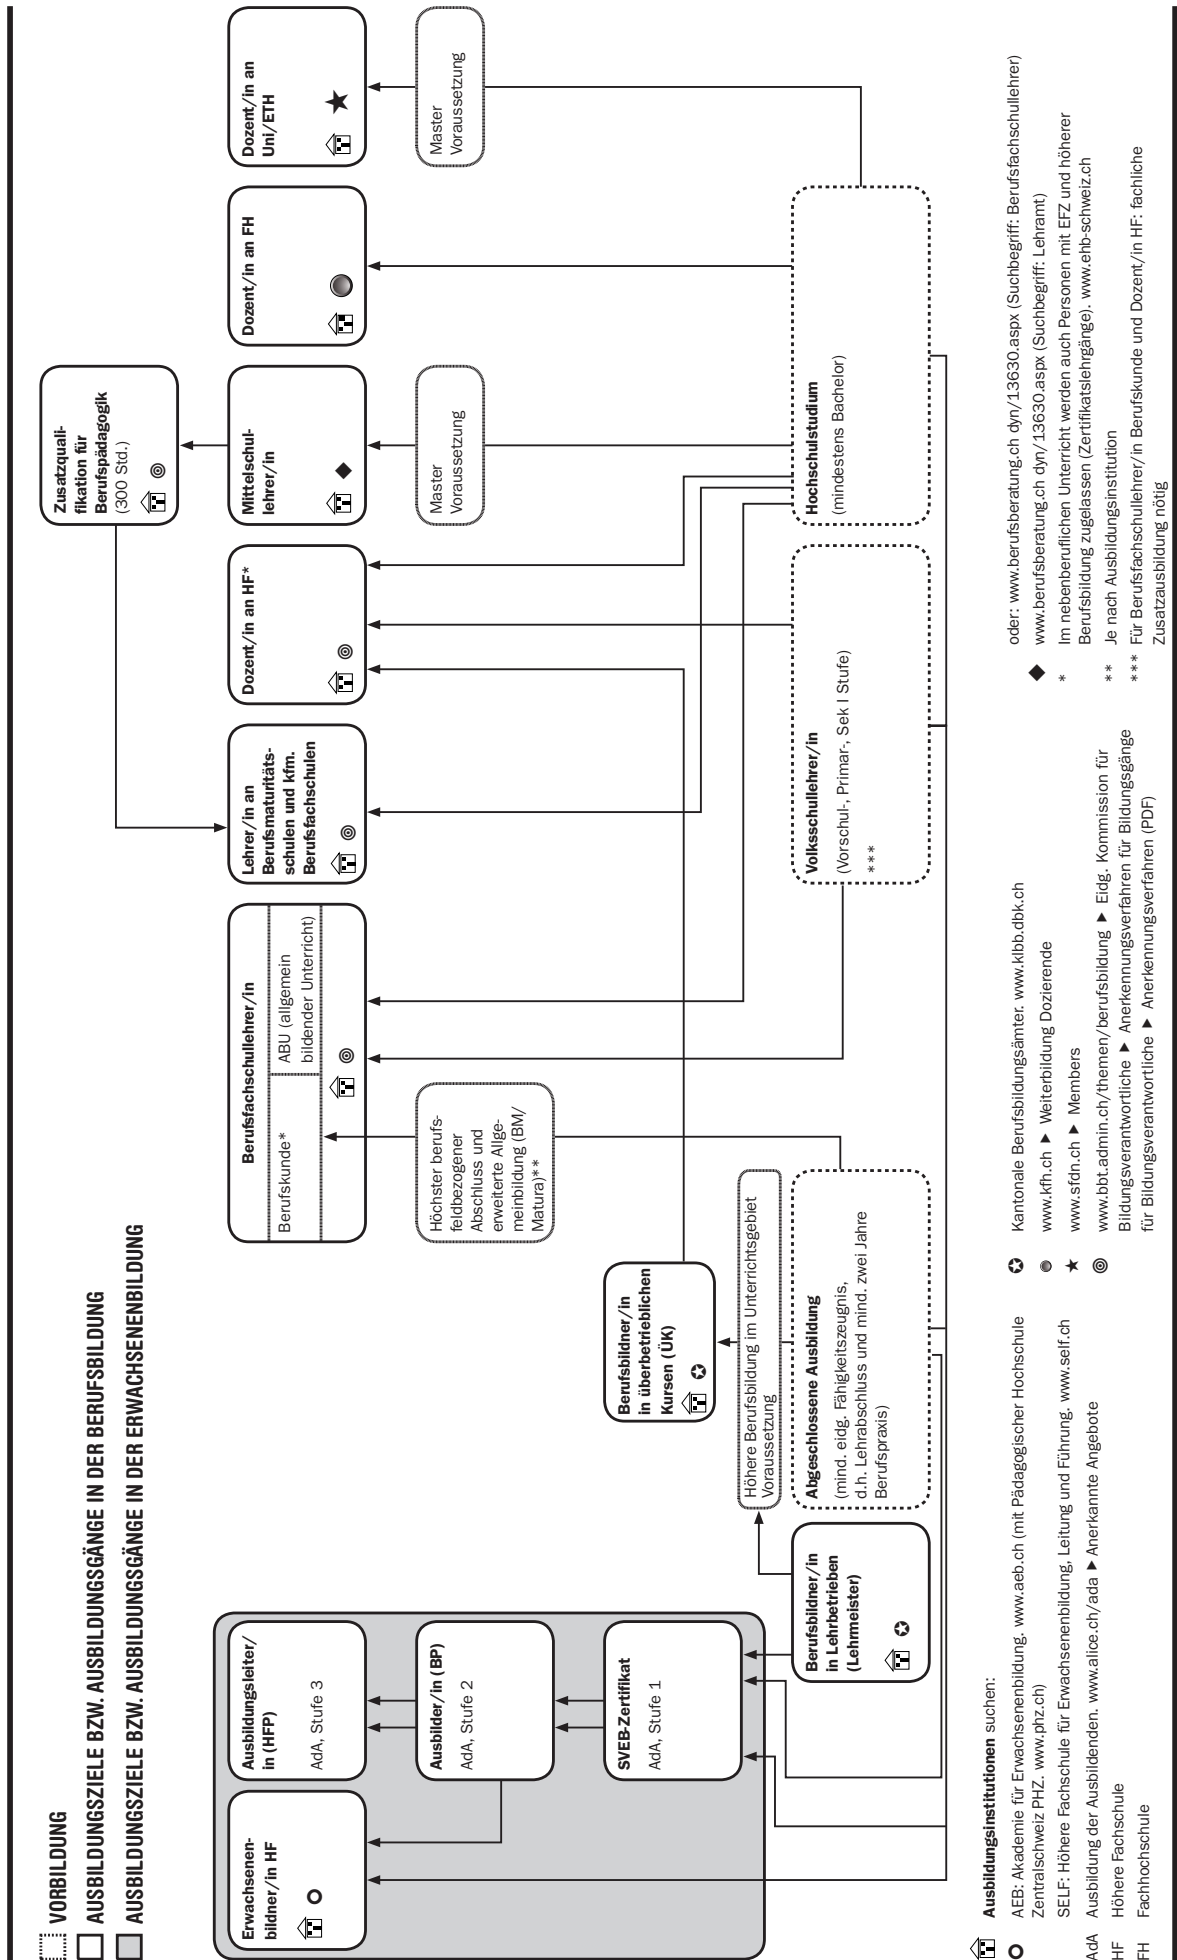 VORBILDUNG
AUSBILDUNGSZIELE BZW. AUSBILDUNGSGÄNGE IN DER BERUFSBILDUNG
AUSBILDUNGSZIELE BZW. AUSBILDUNGSGÄNGE IN DER ERWACHSENENBILDUNG
Zusatzquali-
fikation für
Berufspädagogik
(300 Std.)
Erwachsenen-
bildner/in HF
Ausbildungsleiter/
in (HFP)
AdA, Stufe 3
Berufsfachschullehrer/in
Berufskunde*
ABU (allgemein
bildender Unterricht)
Lehrer/in an
Berufsmaturitäts-
schulen und kfm.
Berufsfachschulen
Dozent/in an HF*
Mittelschul-
lehrer/in
Dozent/in an FH
Dozent/in an
Uni/ETH
Ausbilder/in (BP)
AdA, Stufe 2
Höchster berufs-
feldbezogener
Abschluss und
erweiterte Allge-
meinbildung (BM/
Matura)**
Master
Voraussetzung
Master
Voraussetzung
SVEB-Zertifikat
AdA, Stufe 1
Berufsbildner/in
in überbetrieblichen
Kursen (ÜK)
Höhere Berufsbildung im Unterrichtsgebiet
Voraussetzung
Berufsbildner/in
in Lehrbetrieben
(Lehrmeister)
Abgeschlossene Ausbildung
(mind. eidg. Fähigkeitszeugnis,
d.h. Lehrabschluss und mind. zwei Jahre
Berufspraxis)
Volksschullehrer/in
(Vorschul-, Primar-, Sek I Stufe)
***
Hochschulstudium
(mindestens Bachelor)
Ausbildungsinstitutionen suchen:
AEB: Akademie für Erwachsenenbildung. www.aeb.ch (mit Pädagogischer Hochschule
Zentralschweiz PHZ. www.phz.ch)
SELF: Höhere Fachschule für Erwachsenenbildung, Leitung und Führung. www.self.ch
AdA Ausbildung der Ausbildenden. www.alice.ch/ada ▶ Anerkannte Angebote
HF Höhere Fachschule
FH Fachhochschule
Kantonale Berufsbildungsämter. www.klbb.dbk.ch
www.kfh.ch ▶ Weiterbildung Dozierende
www.sfdn.ch ▶ Members
www.bbt.admin.ch/themen/berufsbildung ▶ Eidg. Kommission für
Bildungsverantwortliche ▶ Anerkennungsverfahren für Bildungsgänge
für Bildungsverantwortliche ▶ Anerkennungsverfahren (PDF)
oder: www.berufsberatung.ch dyn/13630.aspx (Suchbegriff: Berufsfachschullehrer)
www.berufsberatung.ch dyn/13630.aspx (Suchbegriff: Lehramt)
* Im nebenberuflichen Unterricht werden auch Personen mit EFZ und höherer
Berufsbildung zugelassen (Zertifikatslehrgänge). www.ehb-schweiz.ch
** Je nach Ausbildungsinstitution
*** Für Berufsfachschullehrer/in Berufskunde und Dozent/in HF: fachliche
Zusatzausbildung nötig